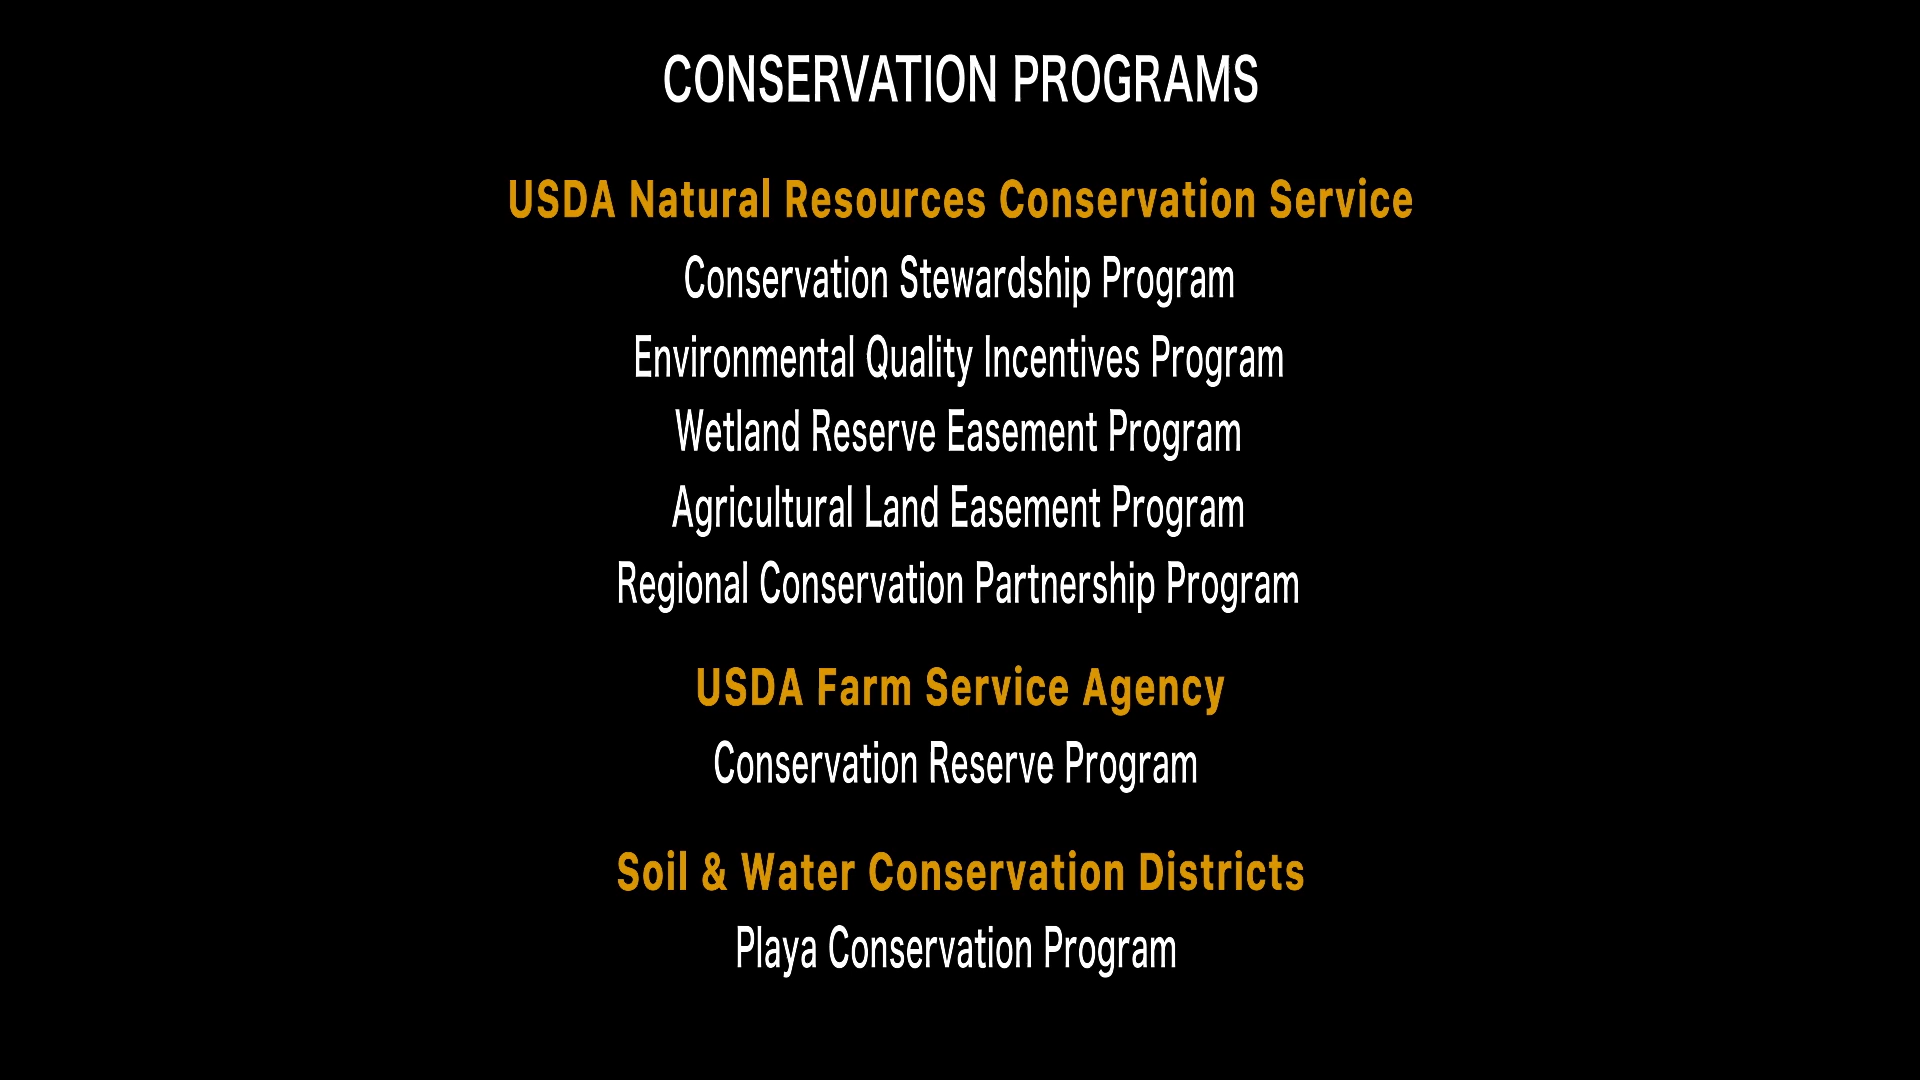 CONSERVATION PROGRAMS
USDA Natural Resources Conservation Service
Conservation Stewardship Program
Environmental Quality Incentives Program
Wetland Reserve Easement Program
Agricultural Land Easement Program
Regional Conservation Partnership Program
USDA Farm Service Agency
Conservation Reserve Program
Soil & Water Conservation Districts
Playa Conservation Program